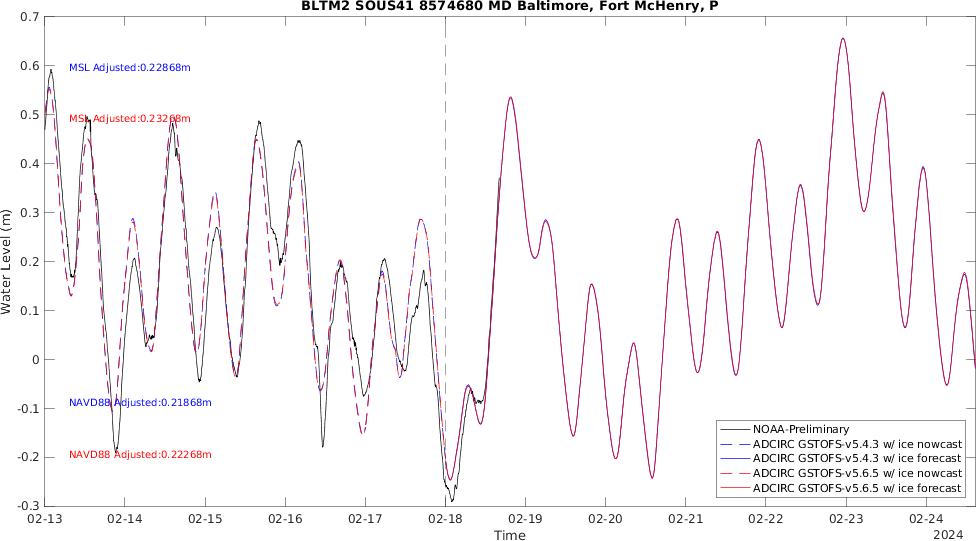 BLTM2 SOUS41 8574680 MD Baltimore, Fort McHenry, P
0.7
0.6
0.5
0.4
0.3
0.2
0.1
0
-0.1
-0.2
-0.3
Water Level (m)
MSL Adjusted:0.22868m
MSL Adjusted:0.23268m
NAVD88 Adjusted:0.21868m
NAVD88 Adjusted:0.22268m
NOAA-Preliminary
ADCIRC GSTOFS-v5.4.3 w/ ice nowcast
ADCIRC GSTOFS-v5.4.3 w/ ice forecast
ADCIRC GSTOFS-v5.6.5 w/ ice nowcast
ADCIRC GSTOFS-v5.6.5 w/ ice forecast
02-13 02-14 02-15 02-16 02-17 02-18 02-19 02-20 02-21 02-22 02-23 02-24
Time
2024